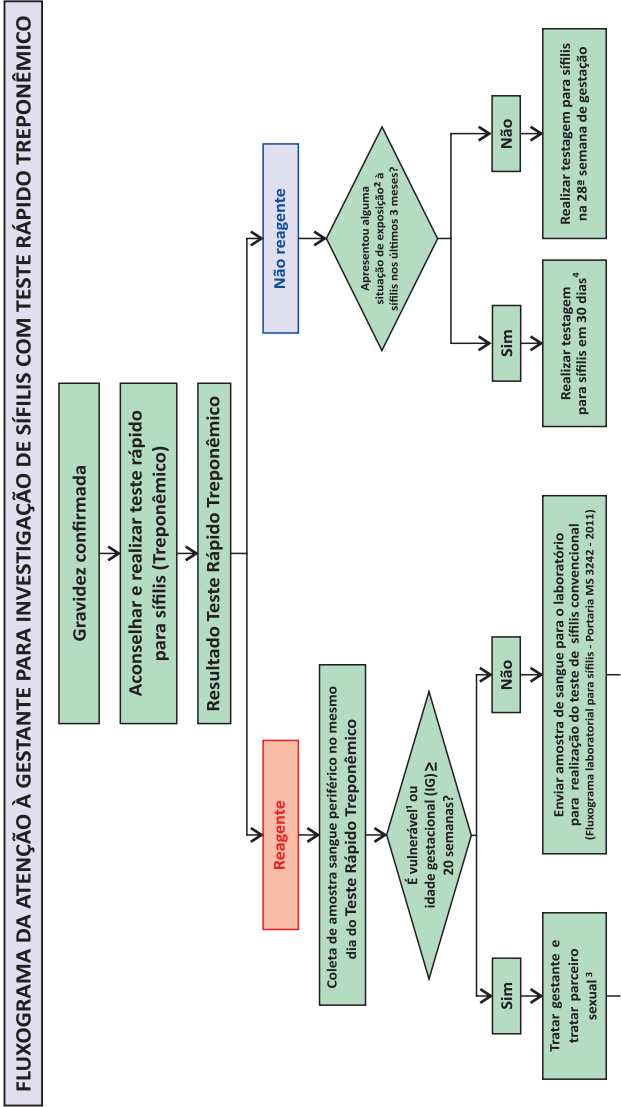 FLUXOGRAMA DA ATENÇÃO À GESTANTE PARA INVESTIGAÇÃO DE SÍFILIS COM TESTE RÁPIDO TREPONÊMICO
Gravidez confirmada
Aconselhar e realizar teste rápido
para sífilis (Treponêmico)
Resultado Teste Rápido Treponêmico
Reagente
Coleta de amostra sangue periférico no mesmo
dia do Teste Rápido Treponêmico
É vulnerável¹ ou
idade gestacional (IG)≥
20 semanas?
Sim
Tratar gestante e
tratar parceiro
sexual ³
Não
Enviar amostra de sangue para o laboratório
para realização do teste de sífilis convencional
(Fluxograma laboratorial para sífilis - Portaria MS 3242 - 2011)
Não reagente
Apresentou alguma
situação de exposição² à
sífilis nos últimos 3 meses?
Sim
Realizar testagem
para sífilis em 30 dias⁴
Não
Realizar testagem para sífilis
na 28ª semana de gestação